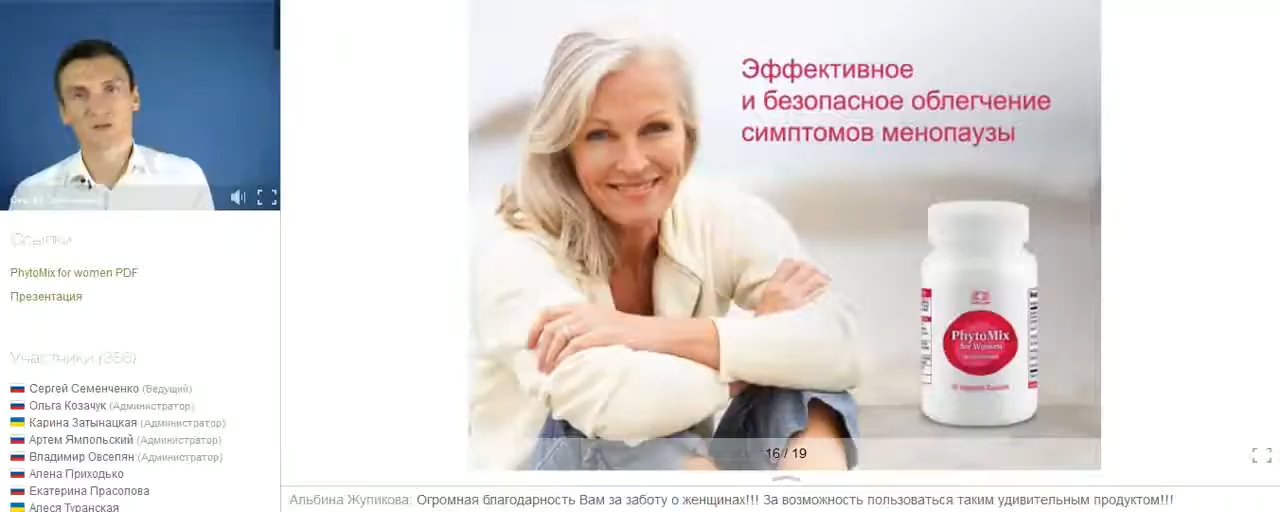 Ссылки
PhytoMix for women PDF
Презентация
Участники (356)
Сергей Семенченко (Ведущий)
Ольга Козачук (Администратор)
Карина Затынацкая (Администратор)
Артем Ямпольский (Администратор)
Владимир Овсепян (Администратор)
Алена Приходько
Екатерина Прасолова
Алеся Туранская
Эффективное
и безопасное облегчение
симптомов менопаузы
PhytoMix
for Women
16 / 19
Альбина Жупикова: Огромная благодарность Вам за заботу о женщинах!!! За возможность пользоваться таким удивительным продуктом!!!